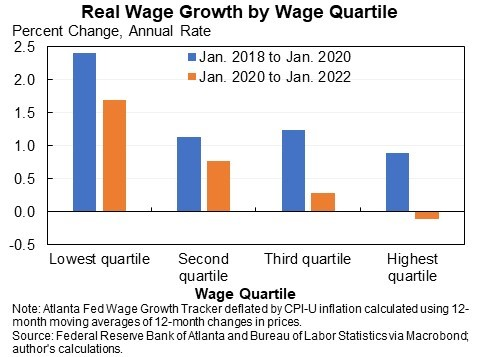 Real Wage Growth by Wage Quartile
Percent Change, Annual Rate
2.5
2.0
1.5
1.0
0.5
0.0
-0.5
Jan. 2018 to Jan. 2020
Jan. 2020 to Jan. 2022
Lowest quartile
Second
quartile
Third quartile
Highest
quartile
Wage Quartile
Note: Atlanta Fed Wage Growth Tracker deflated by CPI-U inflation calculated using 12-
month moving averages of 12-month changes in prices.
Source: Federal Reserve Bank of Atlanta and Bureau of Labor Statistics via Macrobond;
author's calculations.